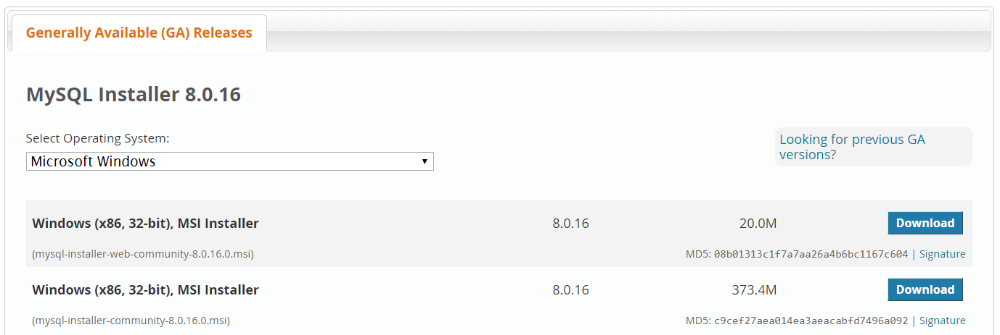 Generally Available (GA) Releases
MySQL Installer 8.0.16
Select Operating System:
Looking for previous GA
versions?
Microsoft Windows
Windows (x86, 32-bit), MSI Installer 8.0.16 20.0M Download
(mysql-installer-web-community-8.0.16.0.msi) MD5: 08b01313c1f7a7aa26a4b6bc1167c604 | Signature
Windows (x86, 32-bit), MSI Installer 8.0.16 373.4M Download
(mysql-installer-community-8.0.16.0.msi) MD5: c9cef27aea014ea3aeacabfd7496a092 | Signature